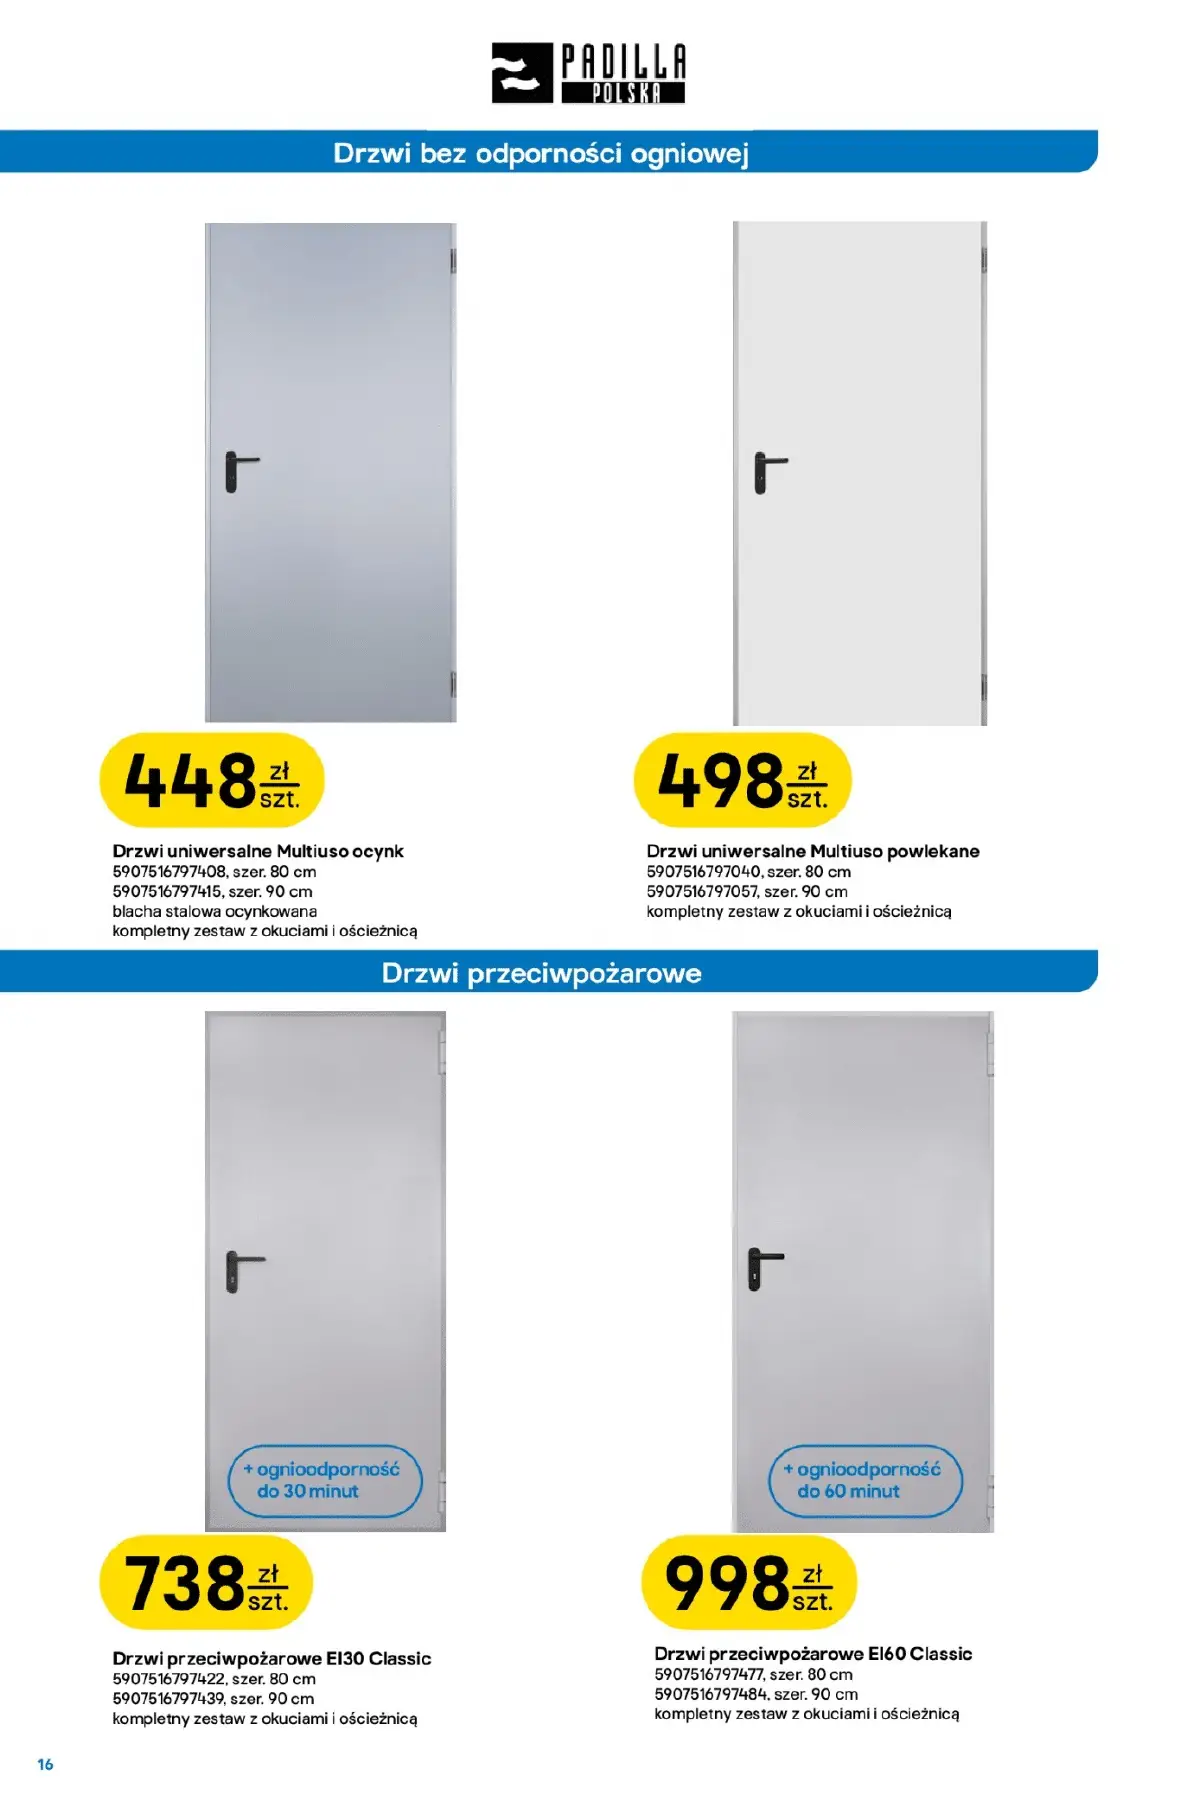 PADILLA
POLSKA
Drzwi bez odporności ogniowej
448 zł
szt.
Drzwi uniwersalne Multiuso ocynk
5907516797408, szer. 80 cm
5907516797415, szer. 90 cm
blacha stalowa ocynkowana
kompletny zestaw z okuciami i ościeżnicą
498 zł
szt.
Drzwi uniwersalne Multiuso powlekane
5907516797040, szer. 80 cm
5907516797057, szer. 90 cm
kompletny zestaw z okuciami i ościeżnicą
Drzwi przeciwpożarowe
+ ognioodporność
do 30 minut
738 zł
szt.
Drzwi przeciwpożarowe EI30 Classic
5907516797422, szer. 80 cm
5907516797439, szer. 90 cm
kompletny zestaw z okuciami i ościeżnicą
+ ognioodporność
do 60 minut
998 zł
szt.
Drzwi przeciwpożarowe EI60 Classic
5907516797477, szer. 80 cm
5907516797484, szer. 90 cm
kompletny zestaw z okuciami i ościeżnicą
16